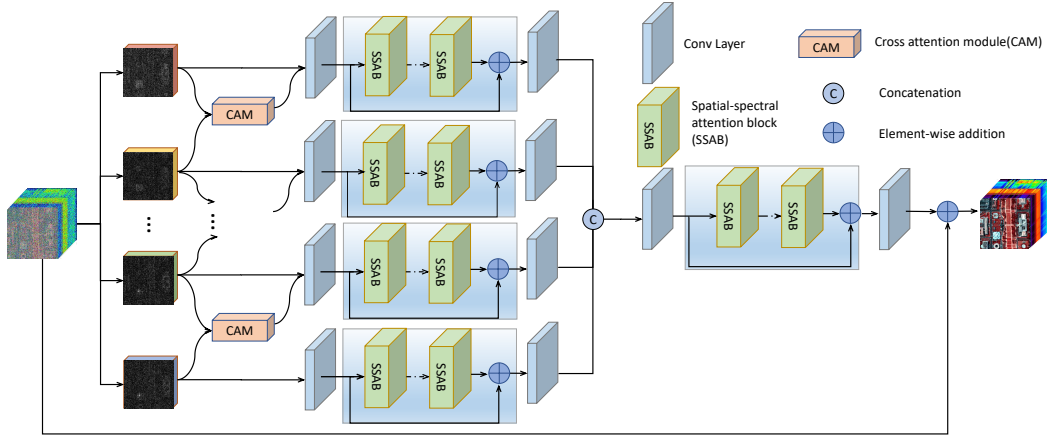 SSAB
SSAB
Conv Layer
CAM
Cross attention module(CAM)
CAM
C
Concatenation
SSAB
Spatial-spectral
attention block
(SSAB)
Element-wise addition
SSAB
SSAB
C
SSAB
SSAB
SSAB
SSAB
CAM
SSAB
SSAB